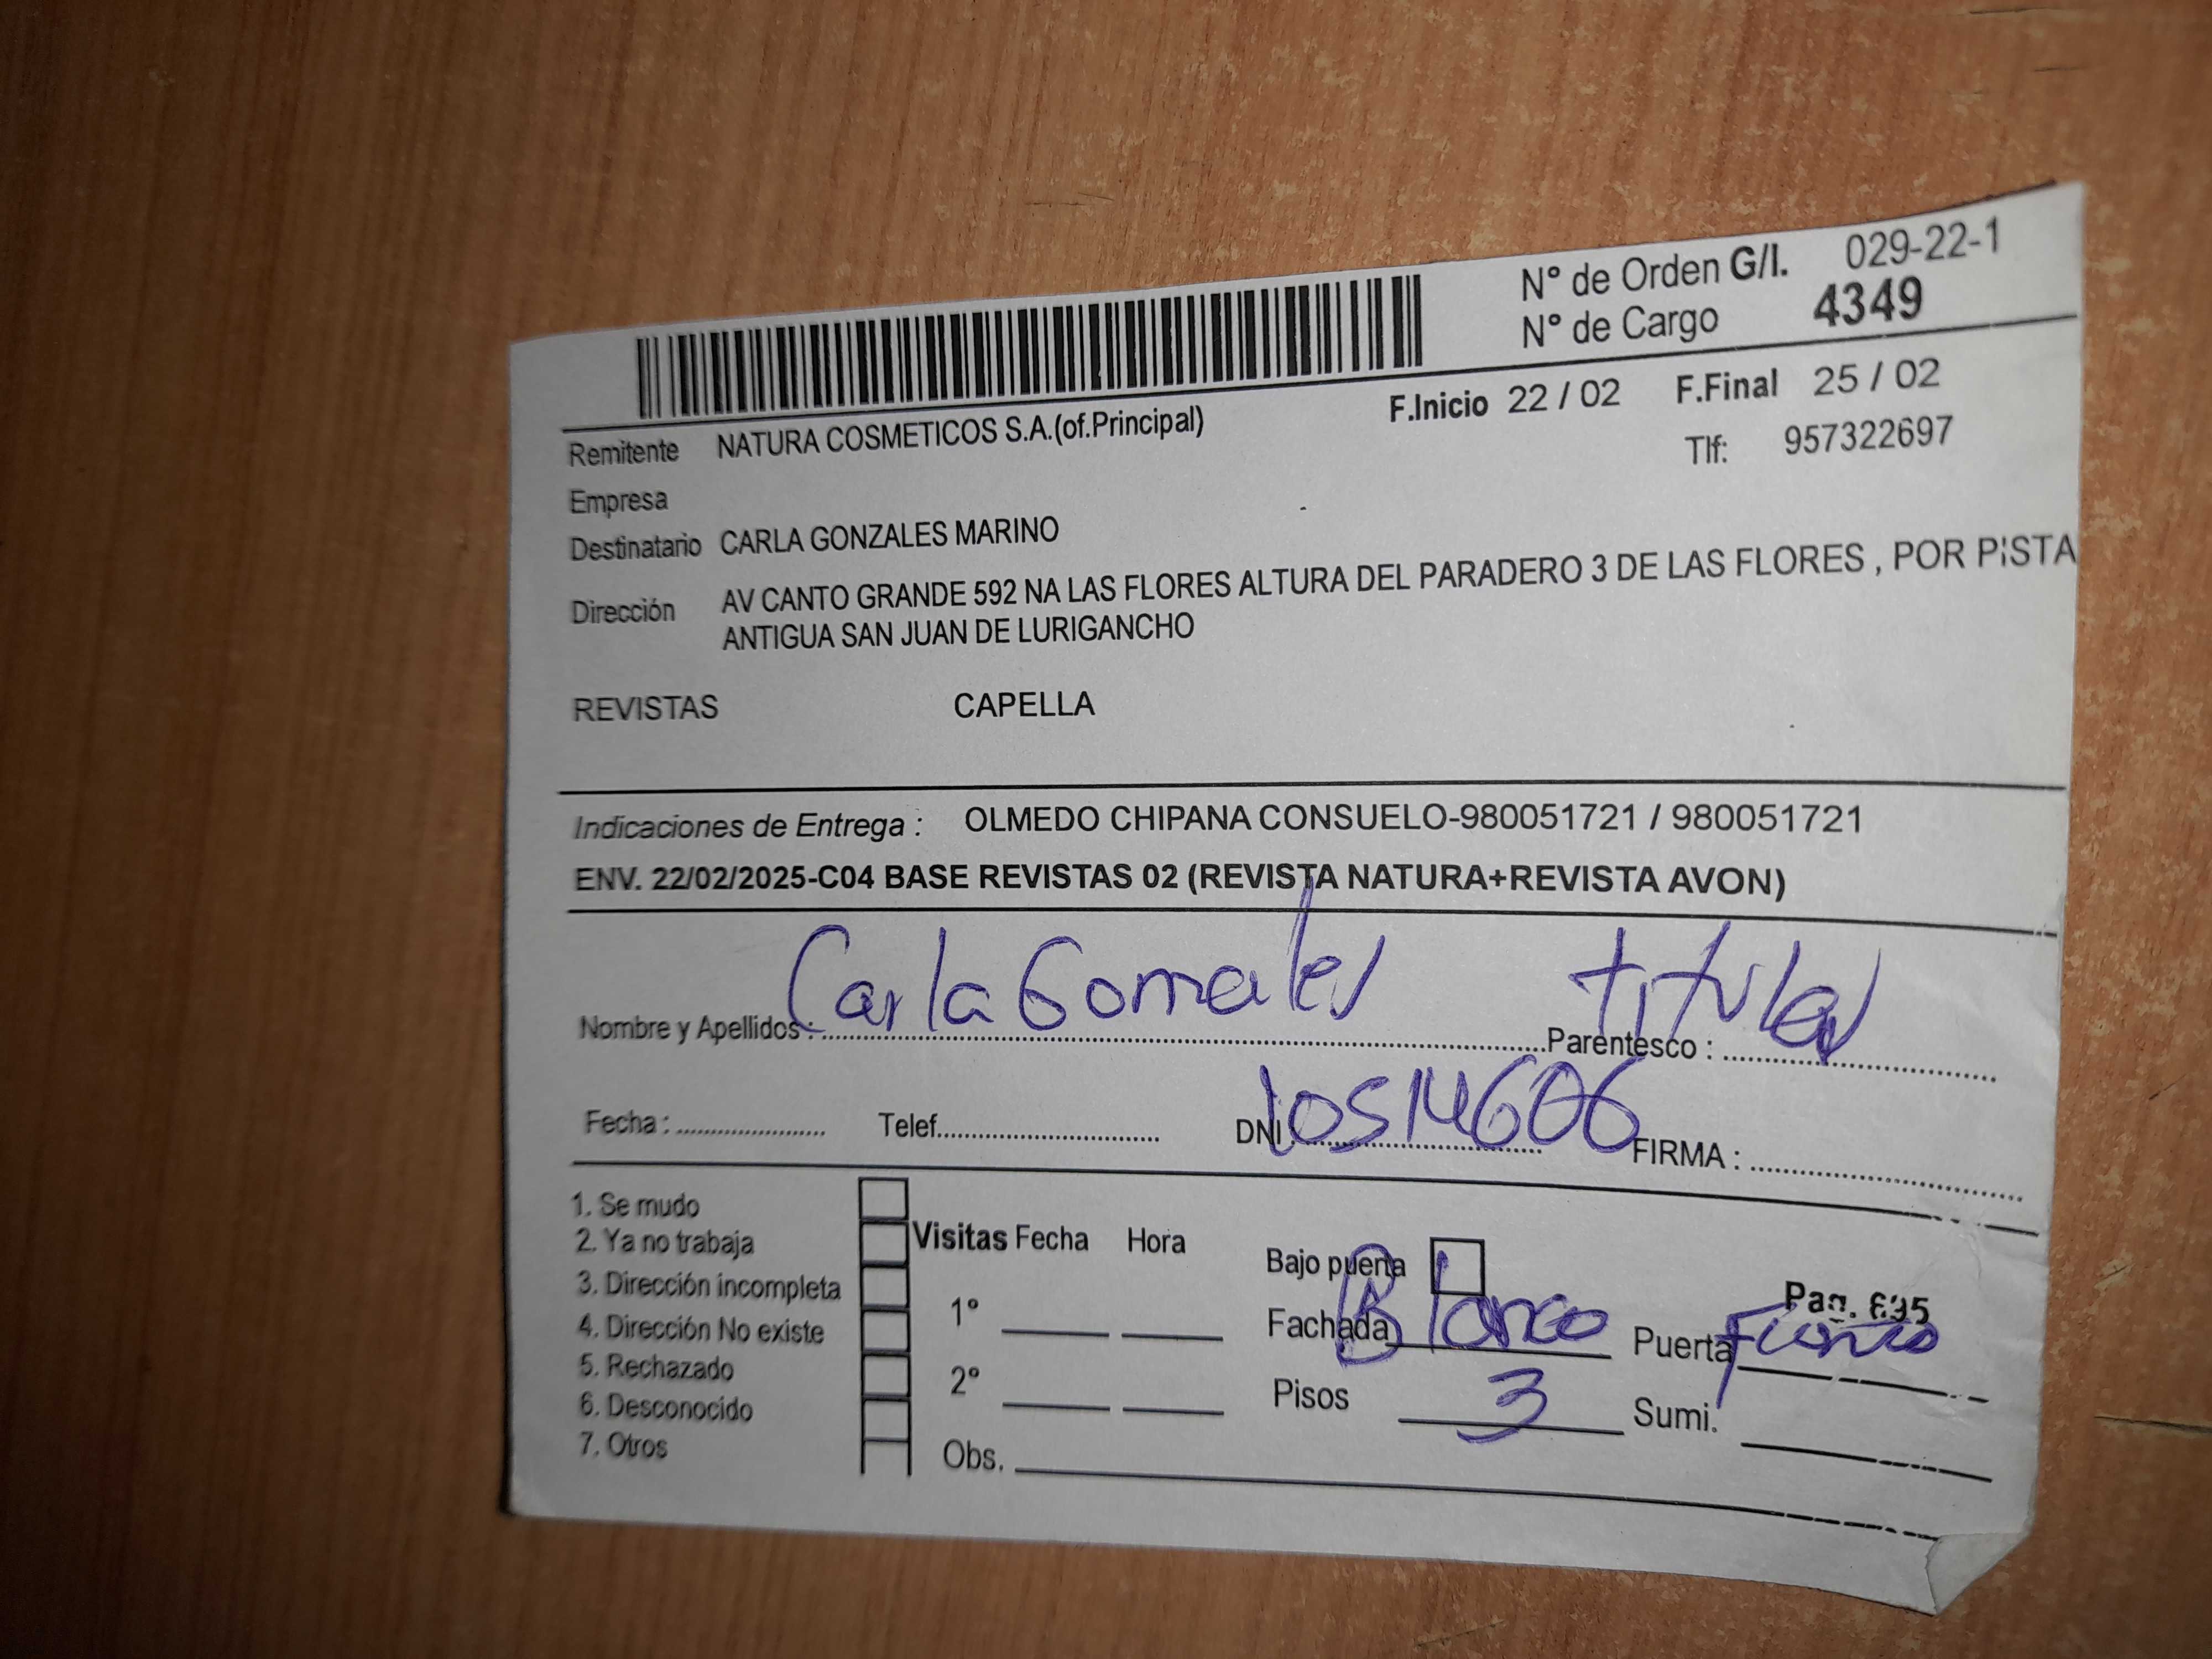 N° de Orden G/I. 029-22-1
N° de Cargo 4349
F.Inicio 22 / 02 F.Final 25 / 02
Remitente NATURA COSMETICOS S.A.(of.Principal)
Tlf: 957322697
Empresa
Destinatario CARLA GONZALES MARINO
Dirección AV CANTO GRANDE 592 NA LAS FLORES ALTURA DEL PARADERO 3 DE LAS FLORES , POR PISTA
ANTIGUA SAN JUAN DE LURIGANCHO
REVISTAS CAPELLA
Indicaciones de Entrega : OLMEDO CHIPANA CONSUELO-980051721 / 980051721
ENV. 22/02/2025-C04 BASE REVISTAS 02 (REVISTA NATURA+REVISTA AVON)
Nombre y Apellidos : Carla Gonzales Parentesco : titular
Fecha : Telef. DNI 10514606 FIRMA :
1. Se mudo
2. Ya no trabaja
3. Dirección incompleta
4. Dirección No existe
5. Rechazado
6. Desconocido
7. Otros
Visitas Fecha Hora
1°
2°
Obs.
Bajo puerta
Fachada Blanco
Pisos 3
Pag. 695
Puerta
Sumi.